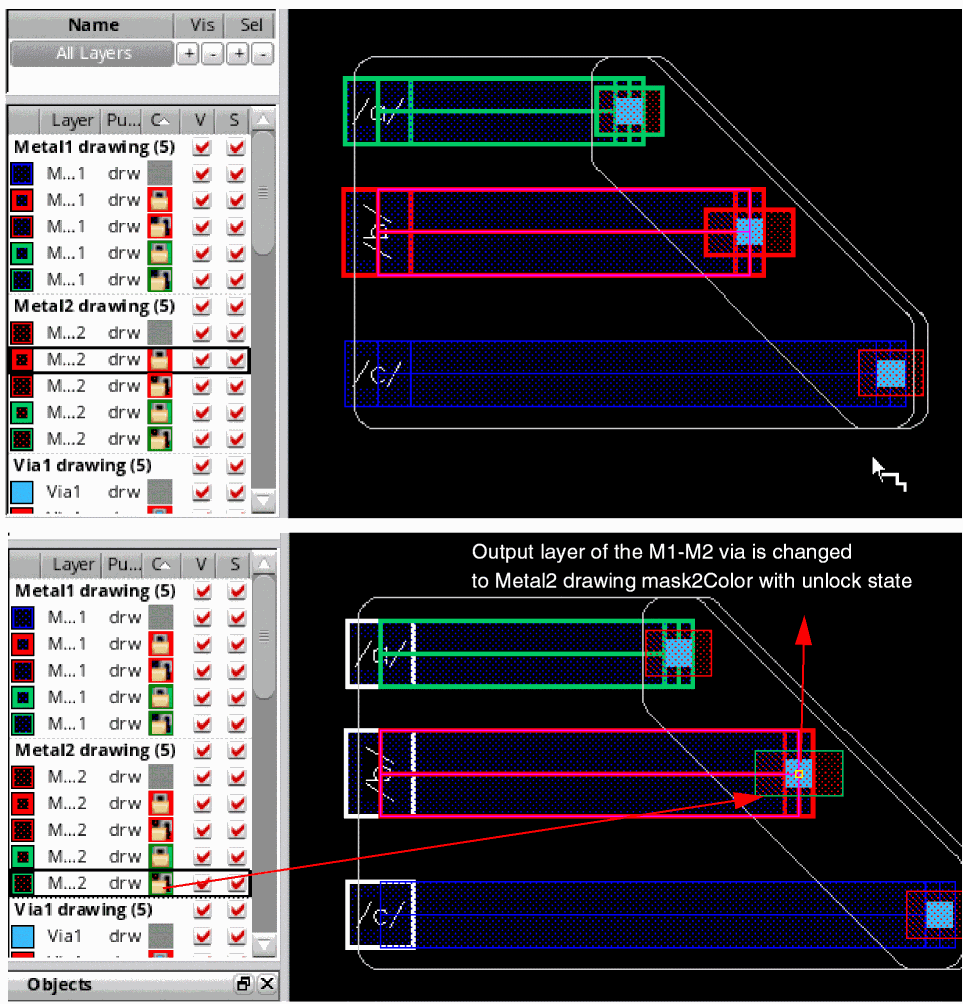 Name Vis Sel
All Layers + - + -
Layer Pu... C V S
Metal1 drawing (5)
M...1 drw
M...1 drw
M...1 drw
M...1 drw
M...1 drw
Metal2 drawing (5)
M...2 drw
M...2 drw
M...2 drw
M...2 drw
M...2 drw
Via1 drawing (5)
Via1 drw
/a/
/b/
/c/
Layer Pu... C V S
Metal1 drawing (5)
M...1 drw
M...1 drw
M...1 drw
M...1 drw
M...1 drw
Metal2 drawing (5)
M...2 drw
M...2 drw
M...2 drw
M...2 drw
M...2 drw
Via1 drawing (5)
Via1 drw
Objects
Output layer of the M1-M2 via is changed
to Metal2 drawing mask2Color with unlock state
/a/
/b/
/c/